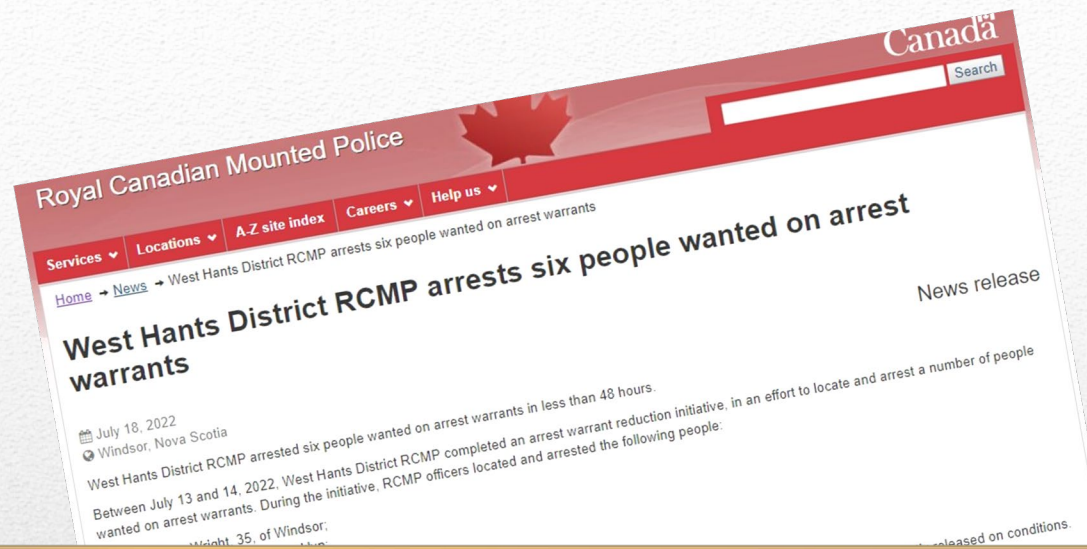 Canada
Search
Royal Canadian Mounted Police
Services Locations A-Z site index Careers Help us
Home → News → West Hants District RCMP arrests six people wanted on arrest warrants
West Hants District RCMP arrests six people wanted on arrest
warrants
News release
July 18, 2022
Windsor, Nova Scotia
West Hants District RCMP arrested six people wanted on arrest warrants in less than 48 hours.
Between July 13 and 14, 2022, West Hants District RCMP completed an arrest warrant reduction initiative, in an effort to locate and arrest a number of people
wanted on arrest warrants. During the initiative, RCMP officers located and arrested the following people:
Wright, 35, of Windsor;
released on conditions.